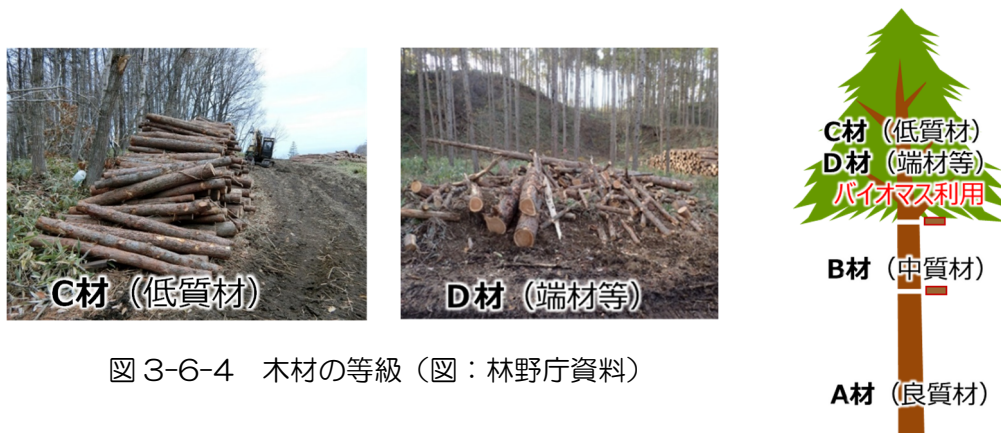 C材（低質材）
D材（端材等）
図 3-6-4　木材の等級（図：林野庁資料）
C材（低質材）
D材（端材等）
バイオマス利用
B材（中質材）
A材（良質材）